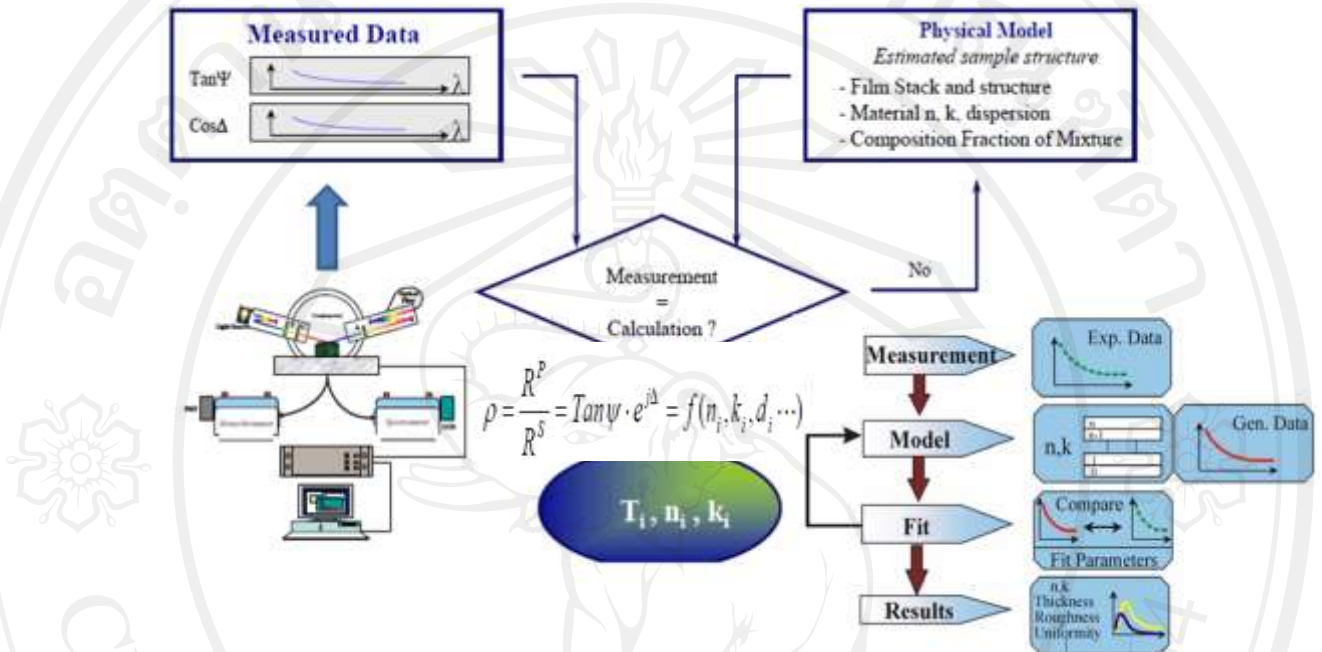 Measured Data
TanΨ
λ
CosΔ
λ
Physical Model
Estimated sample structure
- Film Stack and structure
- Material n, k, dispersion
- Composition Fraction of Mixture
Measurement
=
Calculation ?
No
ρ = R^P / R^S = Tanψ · e^{jΔ} = f(n_i, k_i, d_i ⋯)
T_i , n_i , k_i
Measurement
Exp. Data
Model
n,k
Gen. Data
Fit
Compare
Fit Parameters
Results
n,k
Thickness
Roughness
Uniformity